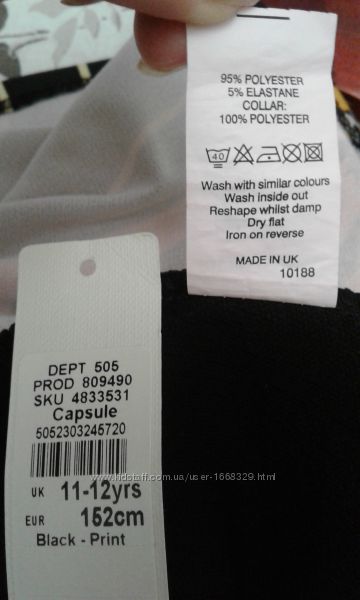 95% POLYESTER
5% ELASTANE
COLLAR:
100% POLYESTER
40
Wash with similar colours
Wash inside out
Reshape whilst damp
Dry flat
Iron on reverse
MADE IN UK
10188
DEPT 505
PROD 809490
SKU 4833531
Capsule
5052303245720
UK 11-12yrs
EUR 152cm
Black - Print
www.kidstaff.com.ua/user-1668329.html